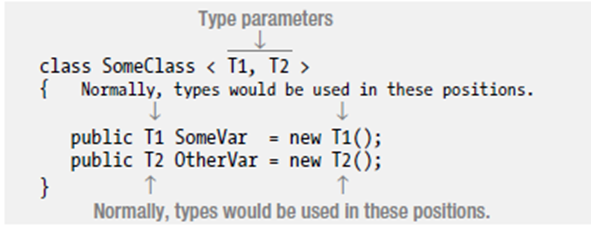 Type parameters
class SomeClass < T1, T2 >
{ Normally, types would be used in these positions.
public T1 SomeVar = new T1();
public T2 OtherVar = new T2();
}
Normally, types would be used in these positions.